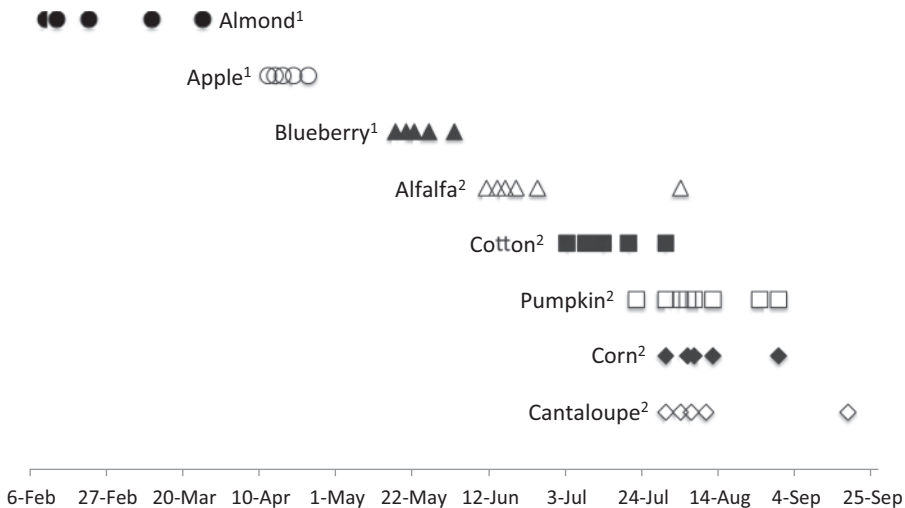 Almond¹
Apple¹
Blueberry¹
Alfalfa²
Cotton²
Pumpkin²
Corn²
Cantaloupe²
6-Feb 27-Feb 20-Mar 10-Apr 1-May 22-May 12-Jun 3-Jul 24-Jul 14-Aug 4-Sep 25-Sep